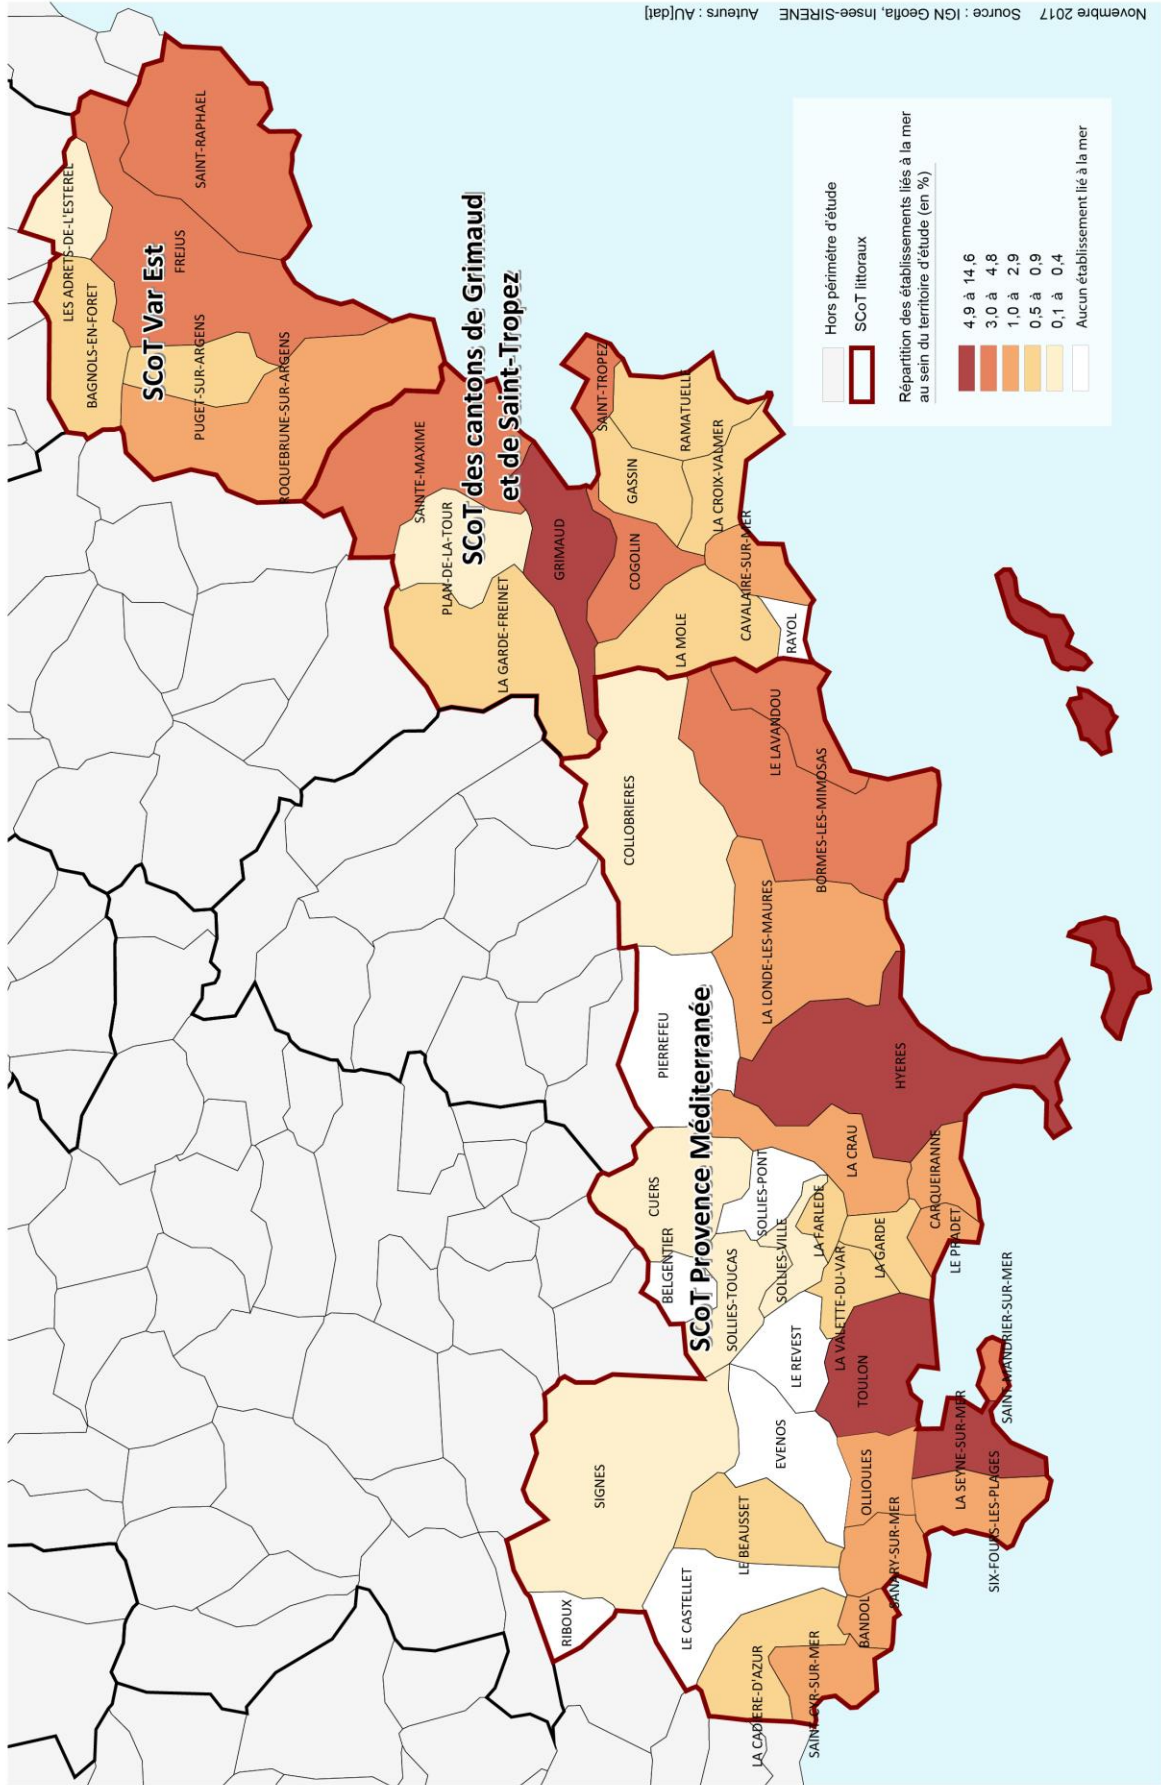 LES ADRETS-DE-L'ESTEREL
BAGNOLS-EN-FORET
SCoT Var Est
FREJUS
SAINT-RAPHAEL
PUGET-SUR-ARGENS
ROQUEBRUNE-SUR-ARGENS
SAINTE-MAXIME
PLAN-DE-LA-TOUR
SCoT des cantons de Grimaud
et de Saint-Tropez
LA GARDE-FREINET
GRIMAUD
SAINT-TROPEZ
COGOLIN
GASSIN
RAMATUELLE
LA CROIX-VALMER
LA MOLE
CAVALAIRE-SUR-MER
RAYOL
COLLOBRIERES
LE LAVANDOU
BORMES-LES-MIMOSAS
LA LONDE-LES-MAURES
PIERREFEU
SCoT Provence Méditerranée
HYERES
CUERS
BELGENTIER
SOLLIES-PONT
SOLLIES-TOUCAS
SOLLIES-VILLE
LA FARLEDE
LA CRAU
CARQUEIRANNE
LA GARDE
LE PRADET
LA VALETTE-DU-VAR
LE REVEST
TOULON
SIGNES
EVENOS
OLLIOULES
LA SEYNE-SUR-MER
SAINT-MANDRIER-SUR-MER
SIX-FOURS-LES-PLAGES
LE BEAUSSET
SANARY-SUR-MER
RIBOUX
LE CASTELLET
BANDOL
LA CADIERE-D'AZUR
SAINT-CYR-SUR-MER
Hors périmétre d'étude
SCoT littoraux
Répartition des établissements liés à la mer
au sein du territoire d'étude (en %)
4,9 à 14,6
3,0 à 4,8
1,0 à 2,9
0,5 à 0,9
0,1 à 0,4
Aucun établissement lié à la mer
Novembre 2017 Source : IGN Geofla, Insee-SIRENE Auteurs : AU[dat]